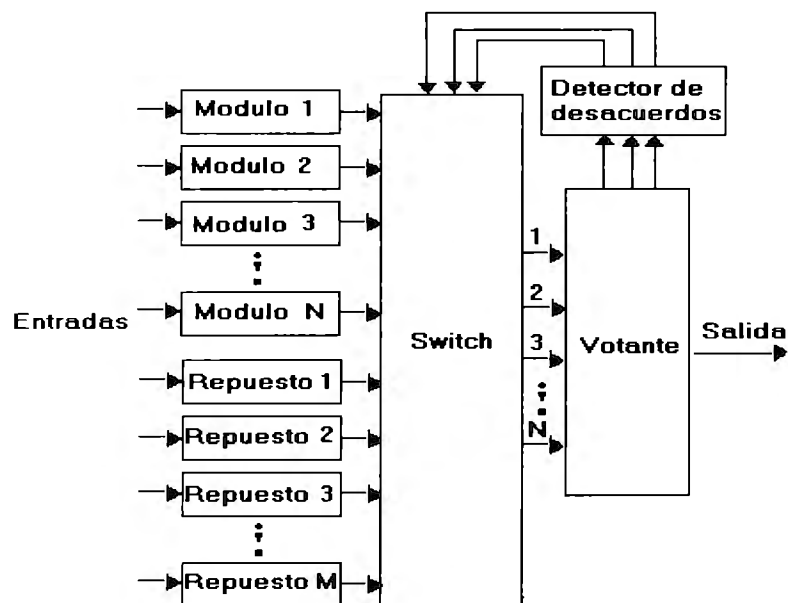 Detector de
desacuerdos
Modulo 1
Modulo 2
Modulo 3
Modulo N
Entradas
Repuesto 1
Repuesto 2
Repuesto 3
Repuesto M
Switch
1
2
3
N
Votante
Salida